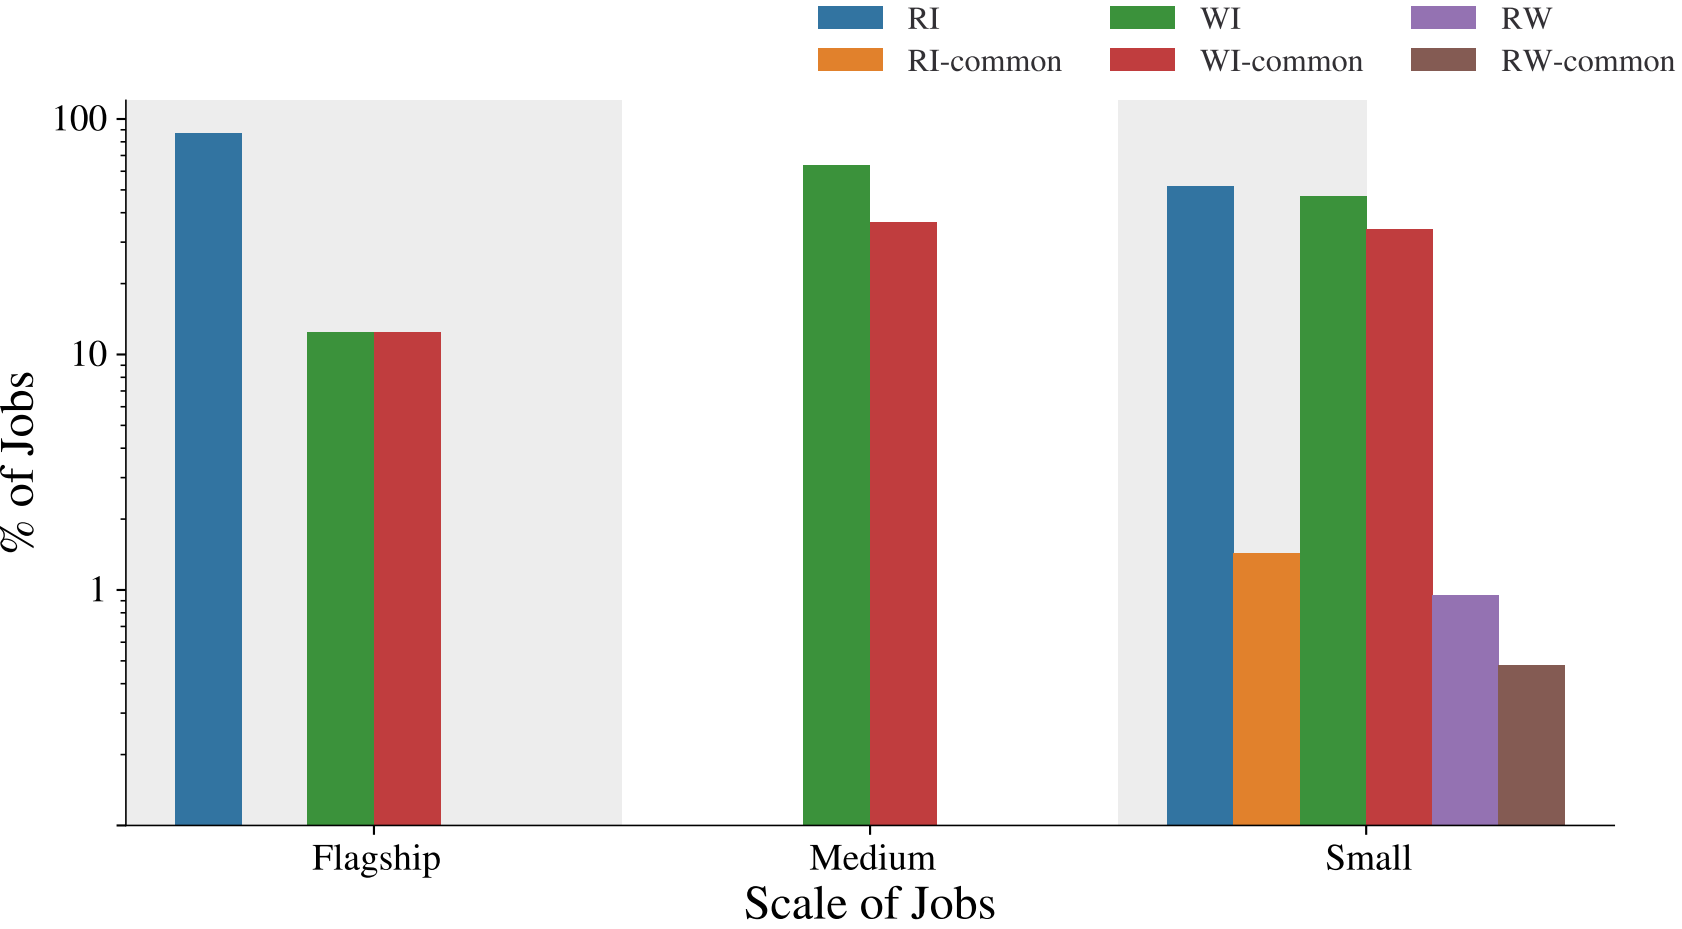 RI WI RW
RI-common WI-common RW-common
100
10
1
% of Jobs
Flagship Medium Small
Scale of Jobs